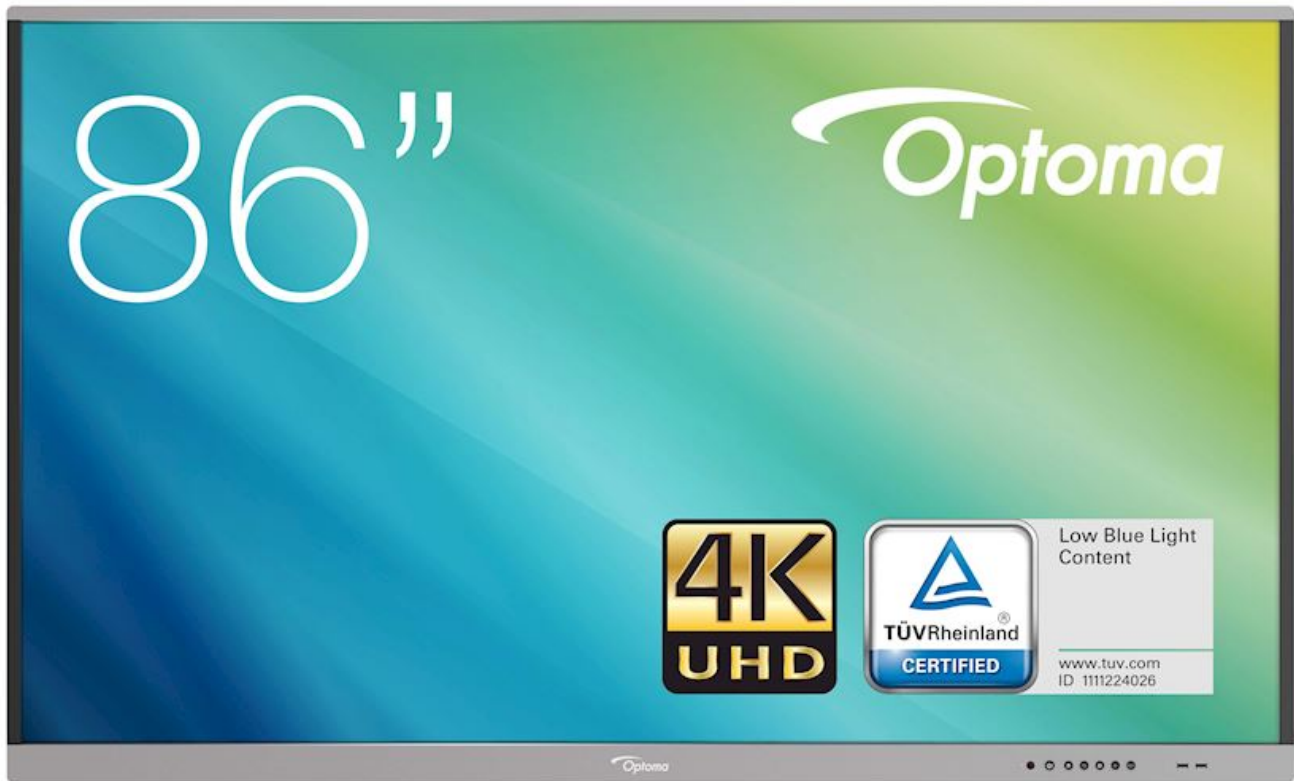 86”
Optoma
4K
UHD
TÜVRheinland®
CERTIFIED
Low Blue Light
Content
www.tuv.com
ID 1111224026
Optoma